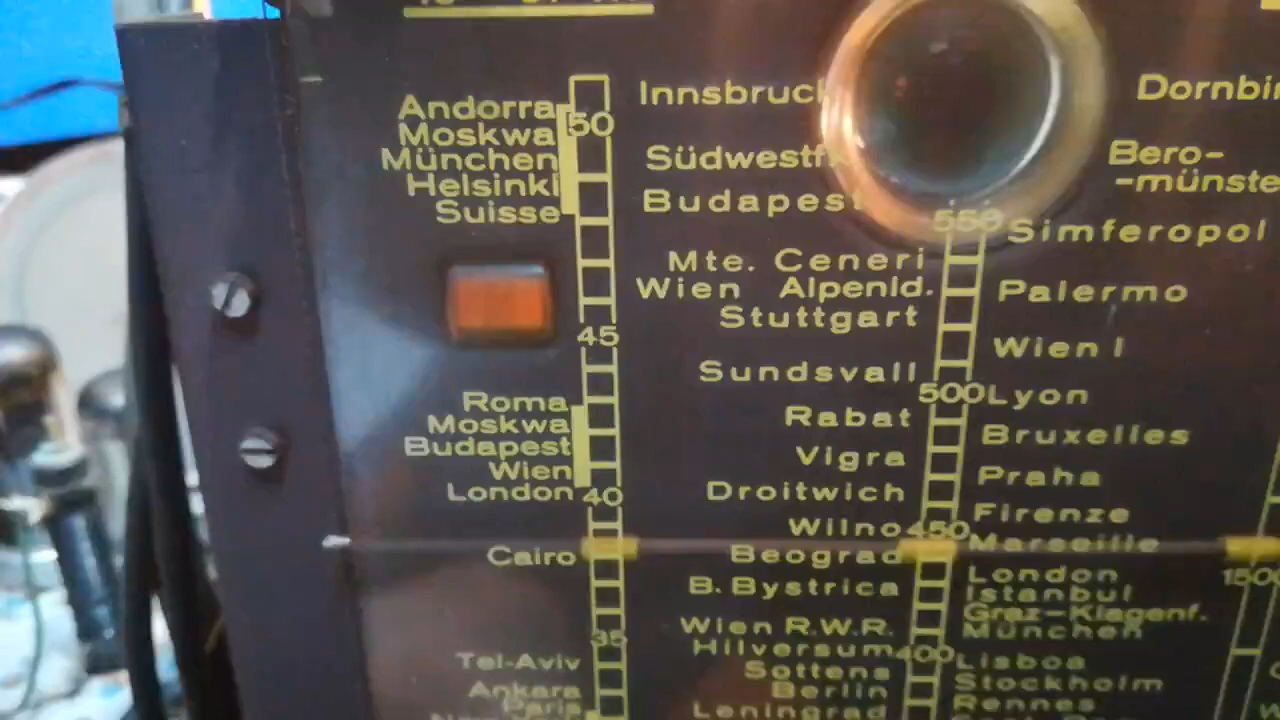 Andorra
Moskwa
München
Helsinki
Suisse
50
45
Roma
Moskwa
Budapest
Wien
London
40
Cairo
35
Tel-Aviv
Ankara
Paris
Innsbruck
Budapest
Mte. Ceneri
Wien Alpenld.
Stuttgart
Sundsvall
Rabat
Vigra
Droitwich
Wilno
Beograd
B. Bystrica
Wien R.W.R.
Hilversum
Sottens
Berlin
Leningrad
500
450
400
Bero-
-münste
Simferopol
Palermo
Wien I
Lyon
Bruxelles
Praha
Firenze
Marseille
London
Istanbul
Graz-Klagenf.
München
Lisboa
Stockholm
Rennes
Dornbir
1500